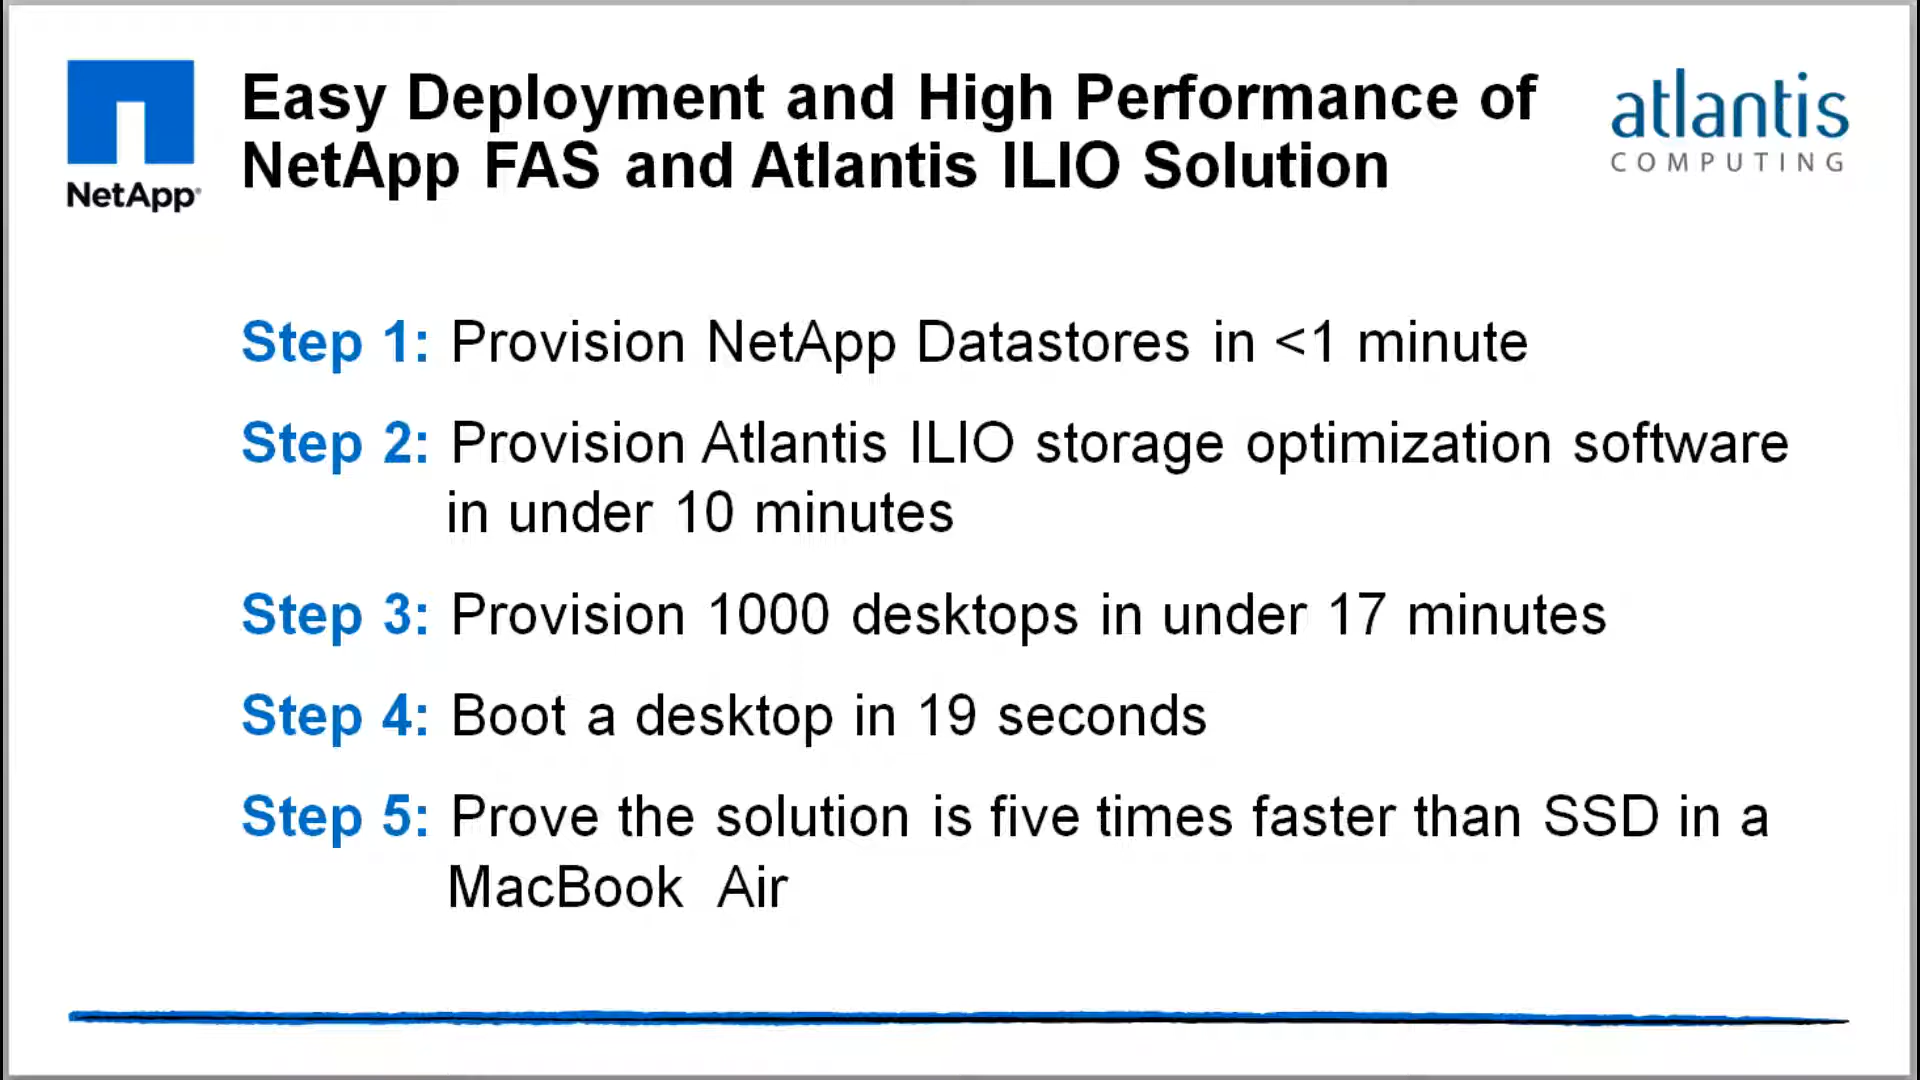 Easy Deployment and High Performance of
NetApp FAS and Atlantis ILIO Solution
NetApp®
atlantis
COMPUTING
Step 1: Provision NetApp Datastores in <1 minute
Step 2: Provision Atlantis ILIO storage optimization software
in under 10 minutes
Step 3: Provision 1000 desktops in under 17 minutes
Step 4: Boot a desktop in 19 seconds
Step 5: Prove the solution is five times faster than SSD in a
MacBook Air